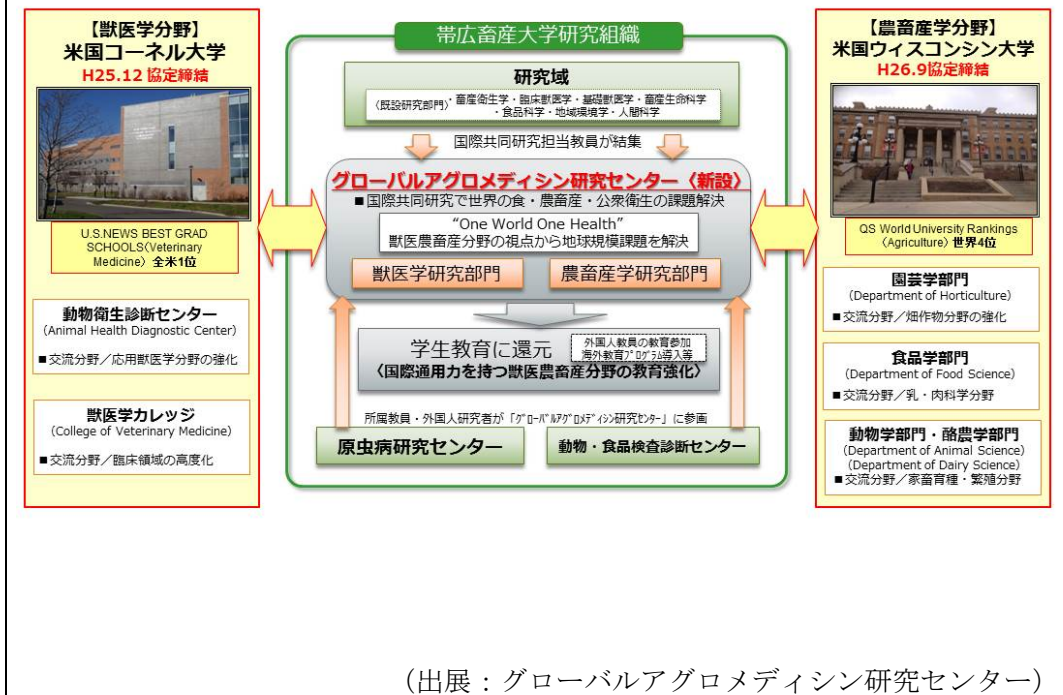 【獣医学分野】
米国コーネル大学
H25.12 協定締結
U.S.NEWS BEST GRAD
SCHOOLS(Veterinary
Medicine) 全米1位
動物衛生診断センター
(Animal Health Diagnostic Center)
■交流分野/応用獣医学分野の強化
獣医学カレッジ
(College of Veterinary Medicine)
■交流分野/臨床領域の高度化
帯広畜産大学研究組織
研究域
〈既設研究部門〉・畜産衛生学・臨床獣医学・基礎獣医学・畜産生命科学
・食品科学・地域環境学・人間科学
国際共同研究担当教員が結集
グローバルアグロメディシン研究センター〈新設〉
■国際共同研究で世界の食・農畜産・公衆衛生の課題解決
“One World One Health”
獣医農畜産分野の視点から地球規模課題を解決
獣医学研究部門
農畜産学研究部門
学生教育に還元
外国人教員の教育参加
海外教育プログラム導入等
〈国際通用力を持つ獣医農畜産分野の教育強化〉
所属教員・外国人研究者が「グローバルアグロメディシン研究センター」に参画
原虫病研究センター
動物・食品検査診断センター
【農畜産学分野】
米国ウィスコンシン大学
H26.9協定締結
QS World University Rankings
(Agriculture) 世界4位
園芸学部門
(Department of Horticulture)
■交流分野/畑作物分野の強化
食品学部門
(Department of Food Science)
■交流分野/乳・肉科学分野
動物学部門・酪農学部門
(Department of Animal Science)
(Department of Dairy Science)
■交流分野/家畜育種・繁殖分野
(出展:グローバルアグロメディシン研究センター)